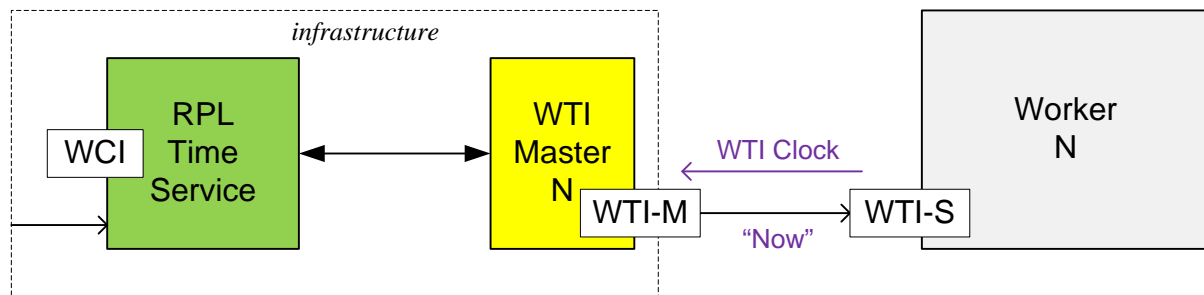 infrastructure
WCI
RPL
Time
Service
WTI
Master
N
WTI-M
WTI Clock
“Now”
WTI-S
Worker
N